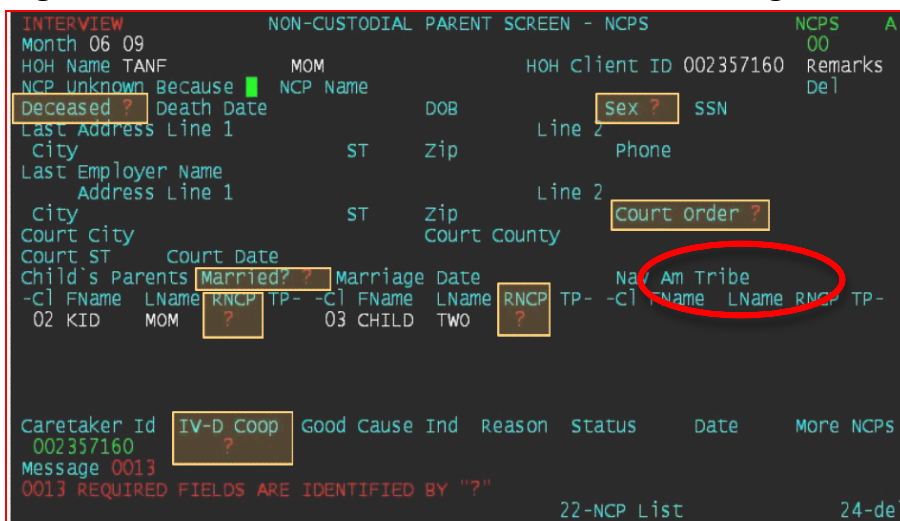 INTERVIEW NON-CUSTODIAL PARENT SCREEN - NCPS NCPS A
Month 06 09 00
HOH Name TANF MOM HOH Client ID 002357160 Remarks
NCP Unknown Because NCP Name Del
Deceased ? Death Date DOB Sex ? SSN
Last Address Line 1 Line 2
City ST Zip Phone
Last Employer Name
Address Line 1 Line 2
City ST Zip Court Order ?
Court City Court County
Court ST Court Date
Child`s Parents Married? ? Marriage Date Nav Am Tribe
-Cl FName LName RNCP TP- -Cl FName LName RNCP TP- -Cl FName LName RNCP TP-
02 KID MOM ? 03 CHILD TWO ?
Caretaker Id IV-D Coop Good Cause Ind Reason Status Date More NCPs
002357160 ?
Message 0013
0013 REQUIRED FIELDS ARE IDENTIFIED BY "?"
22-NCP List 24-de